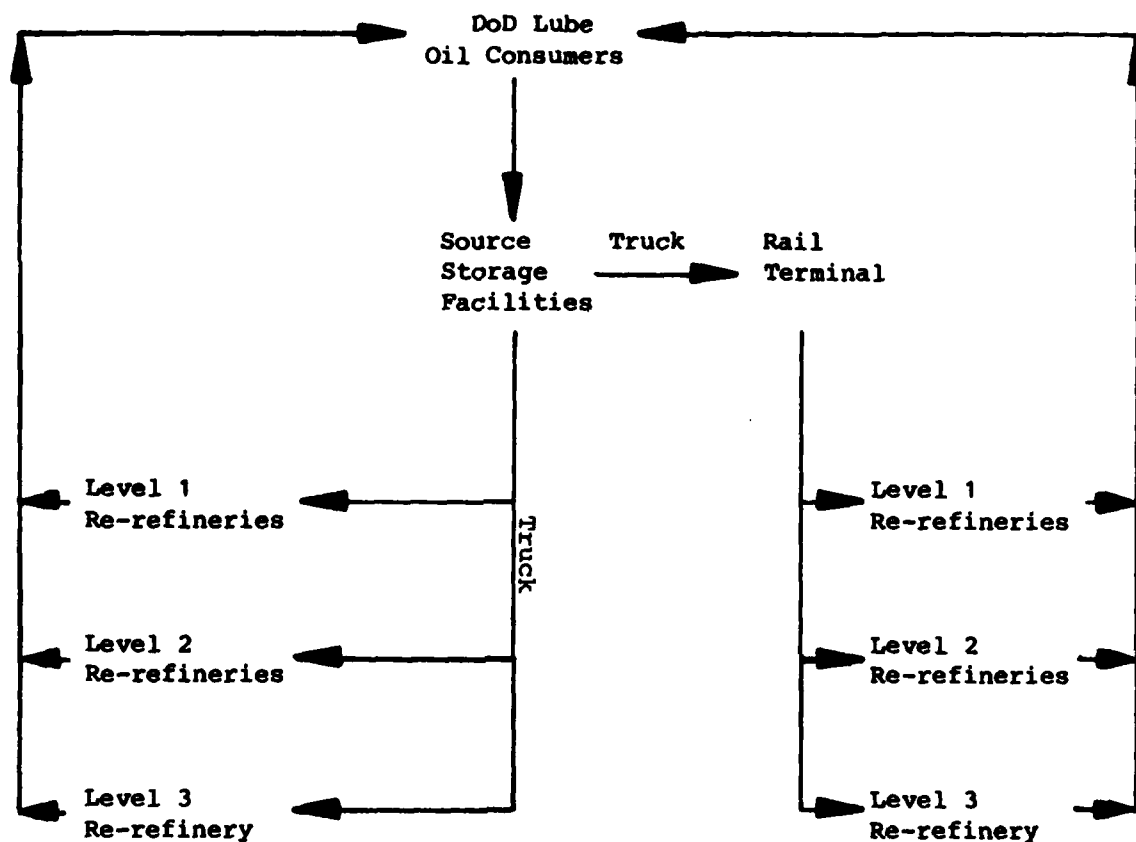 DoD Lube
Oil Consumers
Source
Storage
Facilities
Truck
Rail
Terminal
Level 1
Re-refineries
Truck
Level 1
Re-refineries
Level 2
Re-refineries
Level 2
Re-refineries
Level 3
Re-refinery
Level 3
Re-refinery